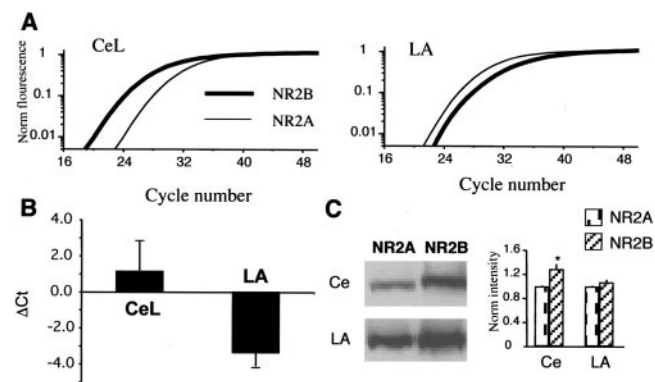 A
CeL
LA
Norm flourescence
1
0.1
0.01
NR2B
NR2A
16 24 32 40 48
Cycle number
1
0.1
0.01
16 24 32 40 48
Cycle number
B
ΔCt
4.0
2.0
0.0
-2.0
-4.0
CeL
LA
C
NR2A NR2B
Ce
LA
NR2A
NR2B
Norm intensity
1.6
1.2
0.8
0.4
0
*
Ce LA